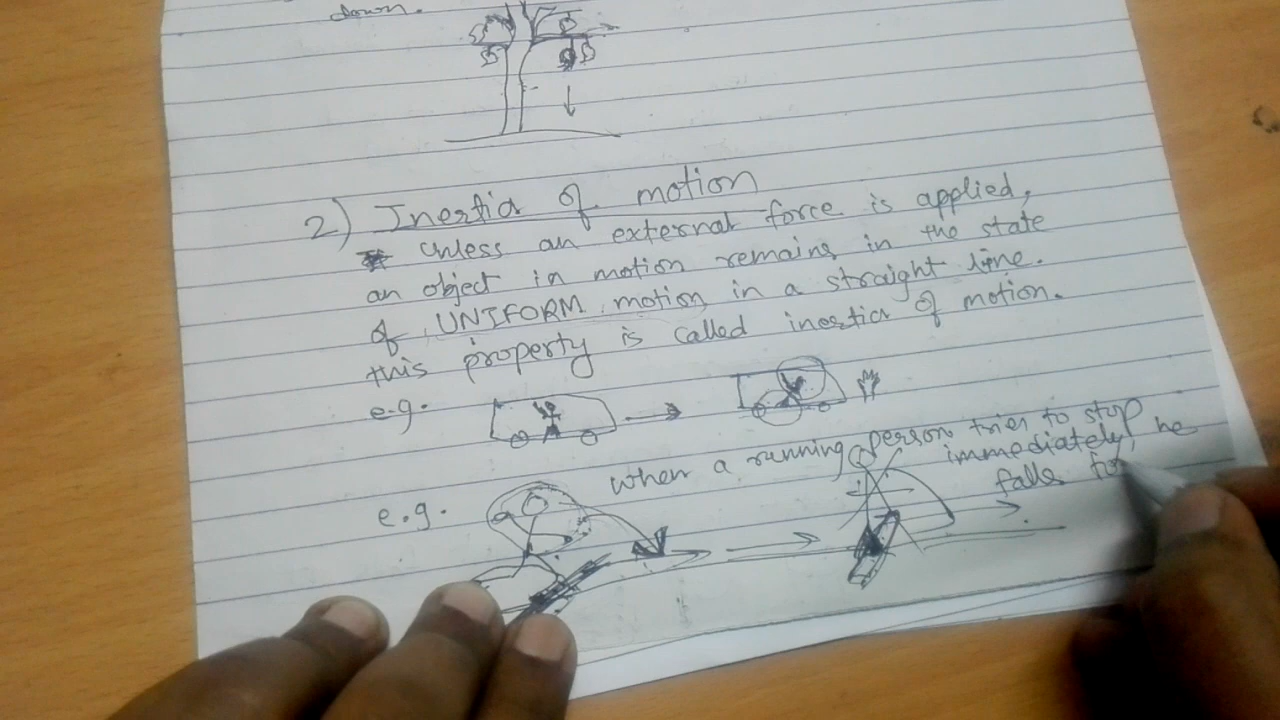 down.
2) Inertia of motion
unless an external force is applied,
an object in motion remains in the state
of UNIFORM motion in a straight line.
this property is called inertia of motion.
e.g.
e.g. when a running person tries to stop
immediately, he
falls for